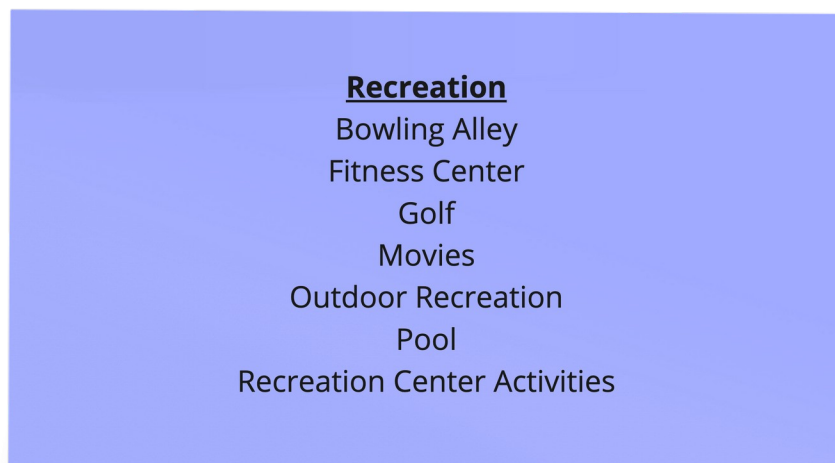 Recreation
Bowling Alley
Fitness Center
Golf
Movies
Outdoor Recreation
Pool
Recreation Center Activities